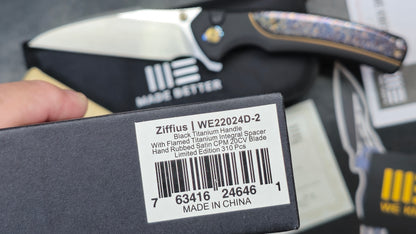 MADE BETTER
Ziffius | WE22024D-2
Black Titanium Handle
With Flamed Titanium Integral Spacer
Hand Rubbed Satin CPM 20CV Blade
Limited Edition 310 Pcs
7 63416 24646 1
MADE IN CHINA